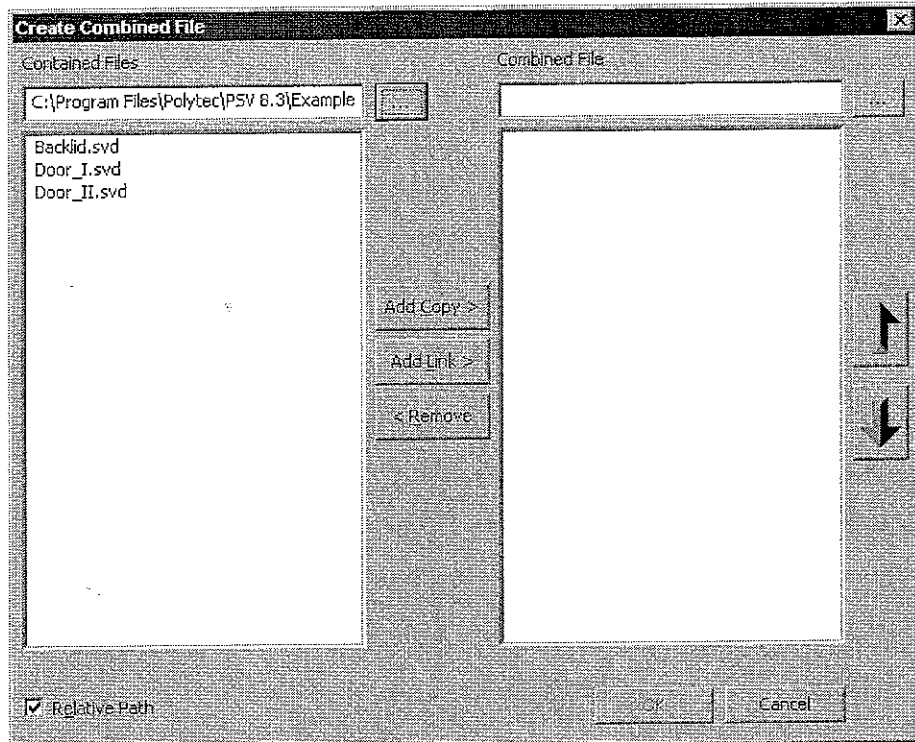 Create Combined File
Contained Files
Combined File
C:\Program Files\Polytec\PSV 8.3\Example
...
...
Backlid.svd
Door_I.svd
Door_II.svd
Add Copy >
Add Link >
< Remove
Relative Path
OK
Cancel